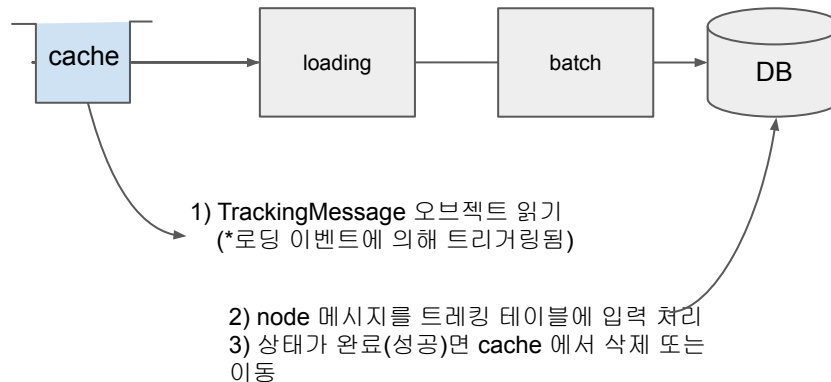 cache
loading
batch
DB
1) TrackingMessage 오브젝트 읽기
(*로딩 이벤트에 의해 트리거링됨)
2) node 메시지를 트레킹 테이블에 입력 처리
3) 상태가 완료(성공)면 cache 에서 삭제 또는
이동